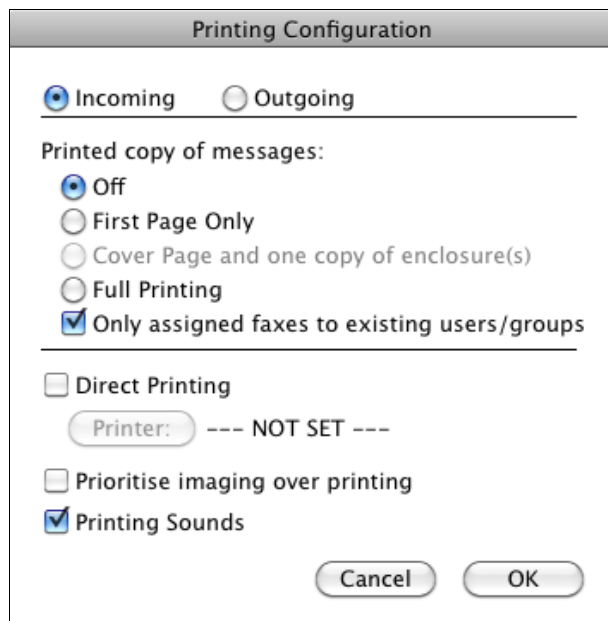 Printing Configuration
Incoming Outgoing
Printed copy of messages:
Off
First Page Only
Cover Page and one copy of enclosure(s)
Full Printing
Only assigned faxes to existing users/groups
Direct Printing
Printer: --- NOT SET ---
Prioritise imaging over printing
Printing Sounds
Cancel OK